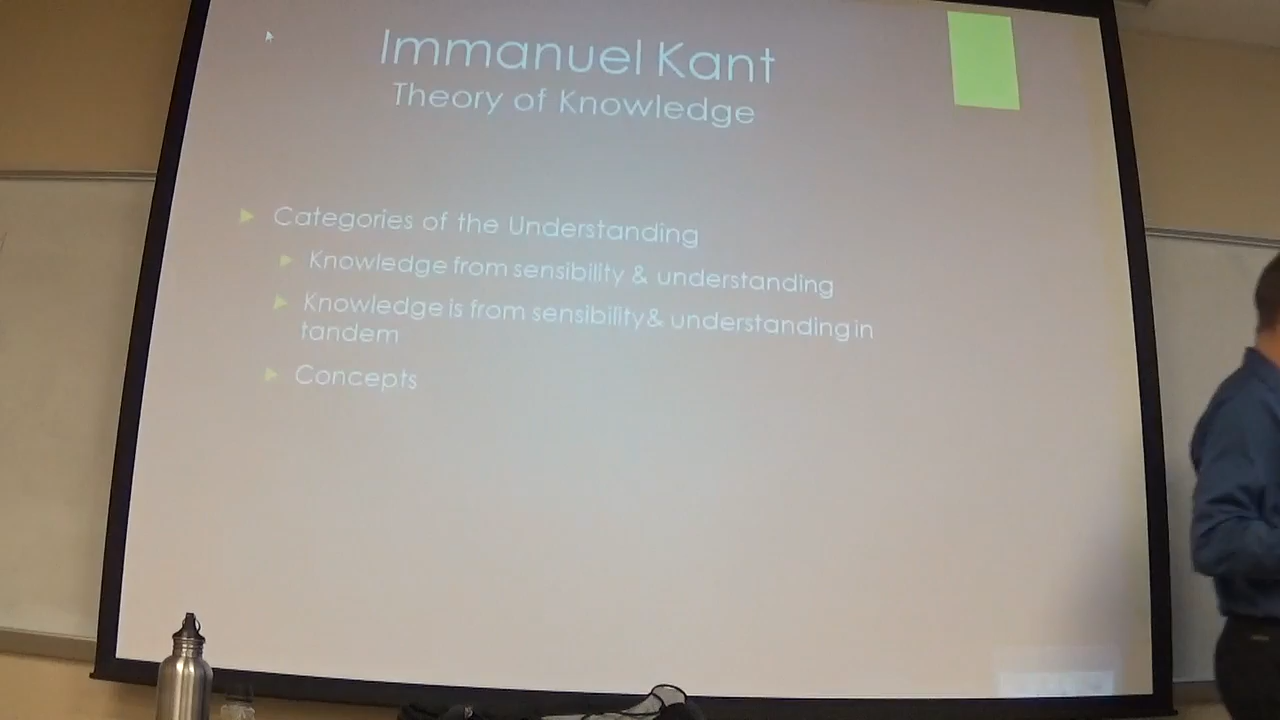 Immanuel Kant
Theory of Knowledge
Categories of the Understanding
Knowledge from sensibility & understanding
Knowledge is from sensibility & understanding in
tandem
Concepts